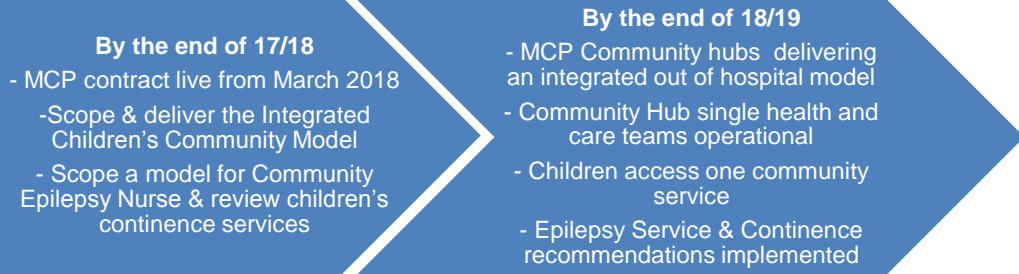 By the end of 17/18
- MCP contract live from March 2018
-Scope & deliver the Integrated
Children's Community Model
- Scope a model for Community
Epilepsy Nurse & review children's
continence services
By the end of 18/19
- MCP Community hubs delivering
an integrated out of hospital model
- Community Hub single health and
care teams operational
- Children access one community
service
- Epilepsy Service & Continence
recommendations implemented